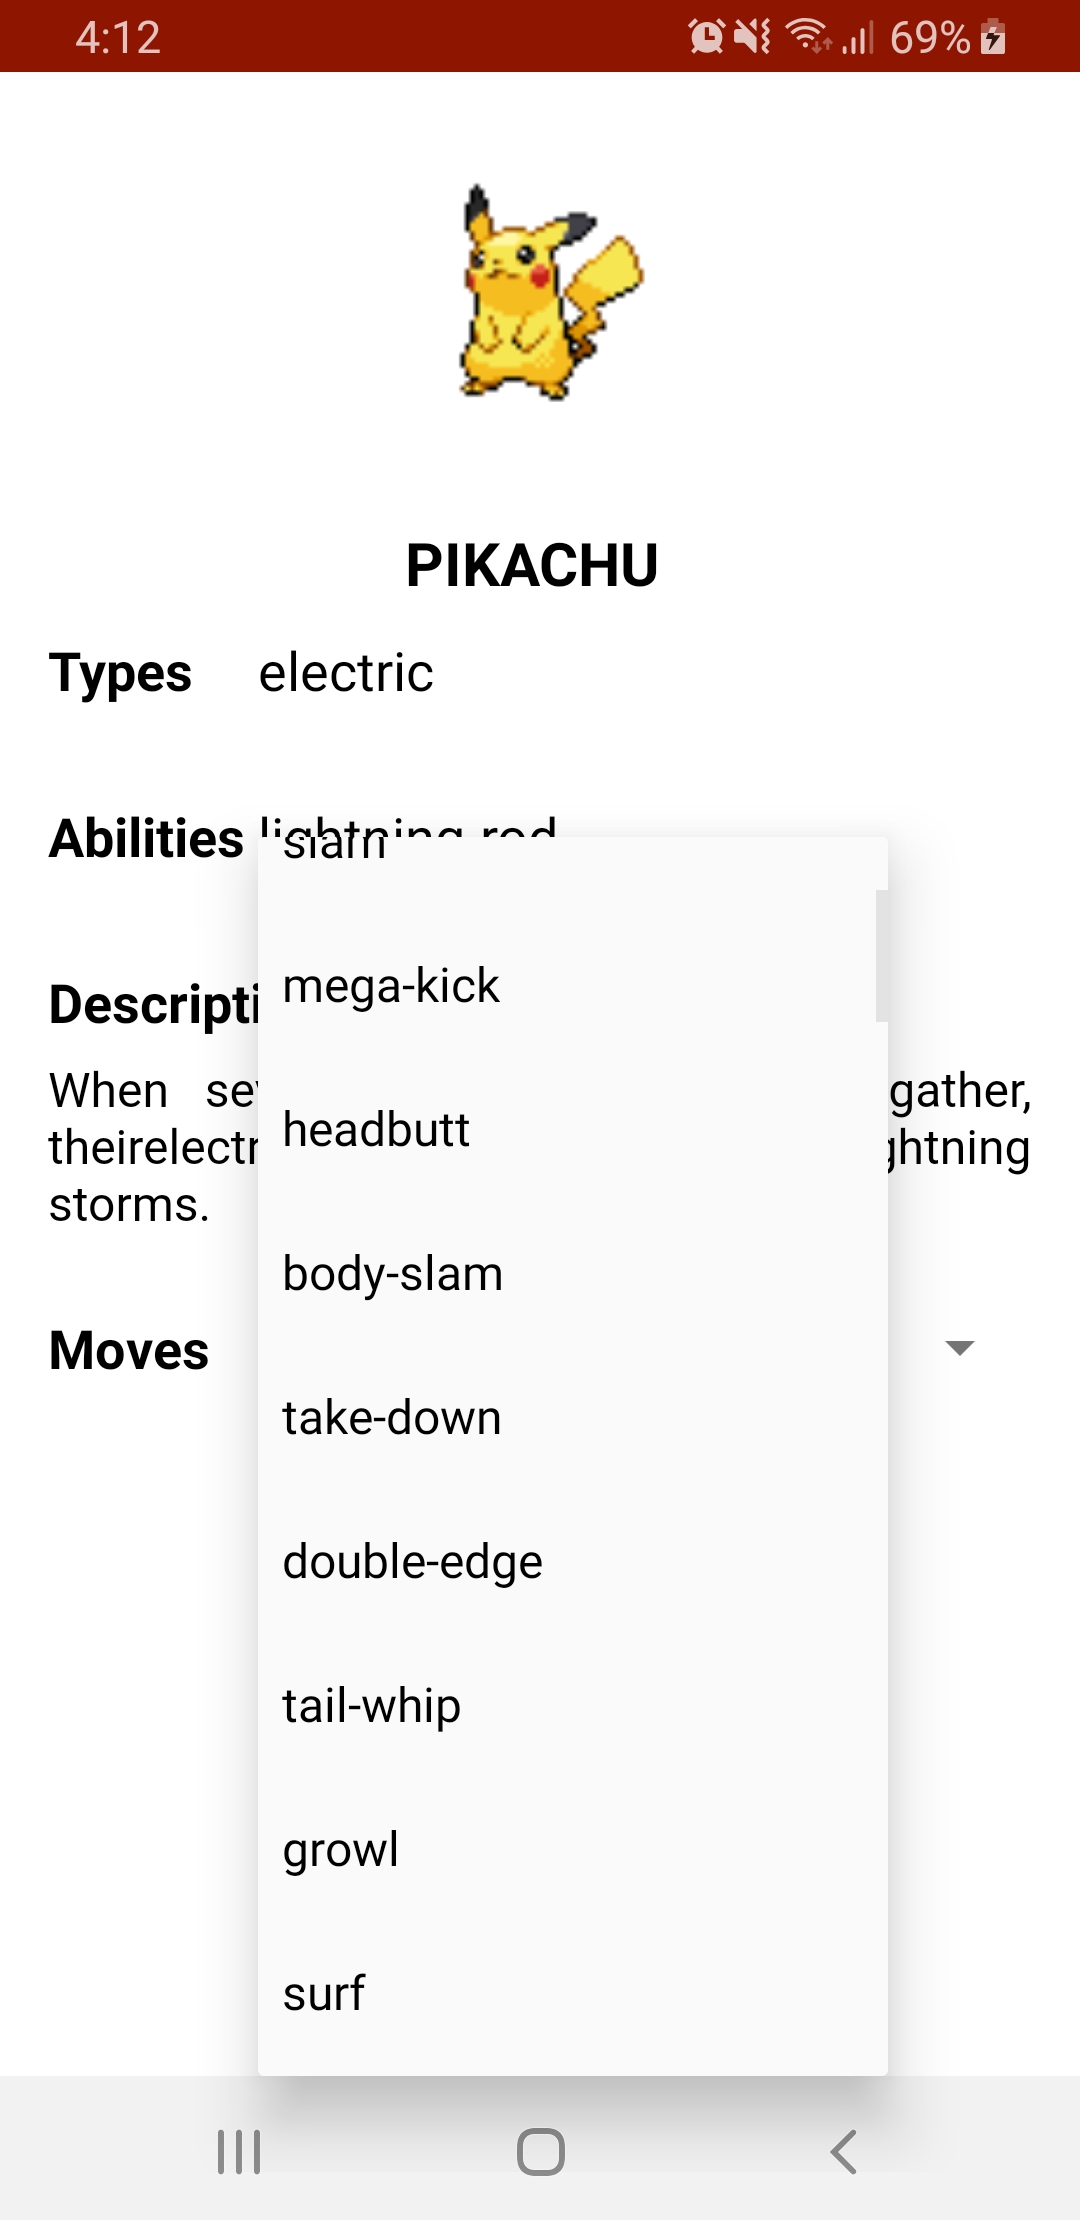 4:12 69%
PIKACHU
Types electric
Abilities lightning-rod
slam
mega-kick
Descripti
headbutt
When se gather,
theirelectr ghtning
storms.
body-slam
Moves
take-down
double-edge
tail-whip
growl
surf